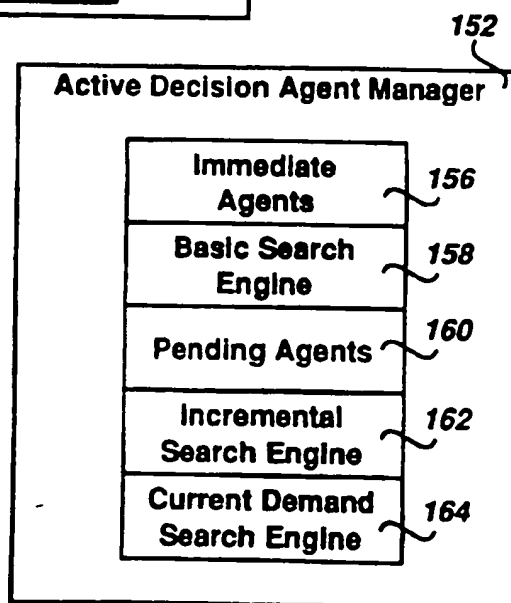 152
Active Decision Agent Manager
Immediate
Agents
156
Basic Search
Engine
158
Pending Agents
160
Incremental
Search Engine
162
Current Demand
Search Engine
164